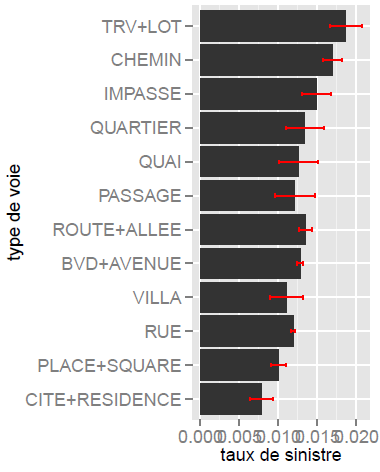 type de voie
TRV+LOT
CHEMIN
IMPASSE
QUARTIER
QUAI
PASSAGE
ROUTE+ALLEE
BVD+AVENUE
VILLA
RUE
PLACE+SQUARE
CITE+RESIDENCE
0.000 0.005 0.010 0.015 0.020
taux de sinistre